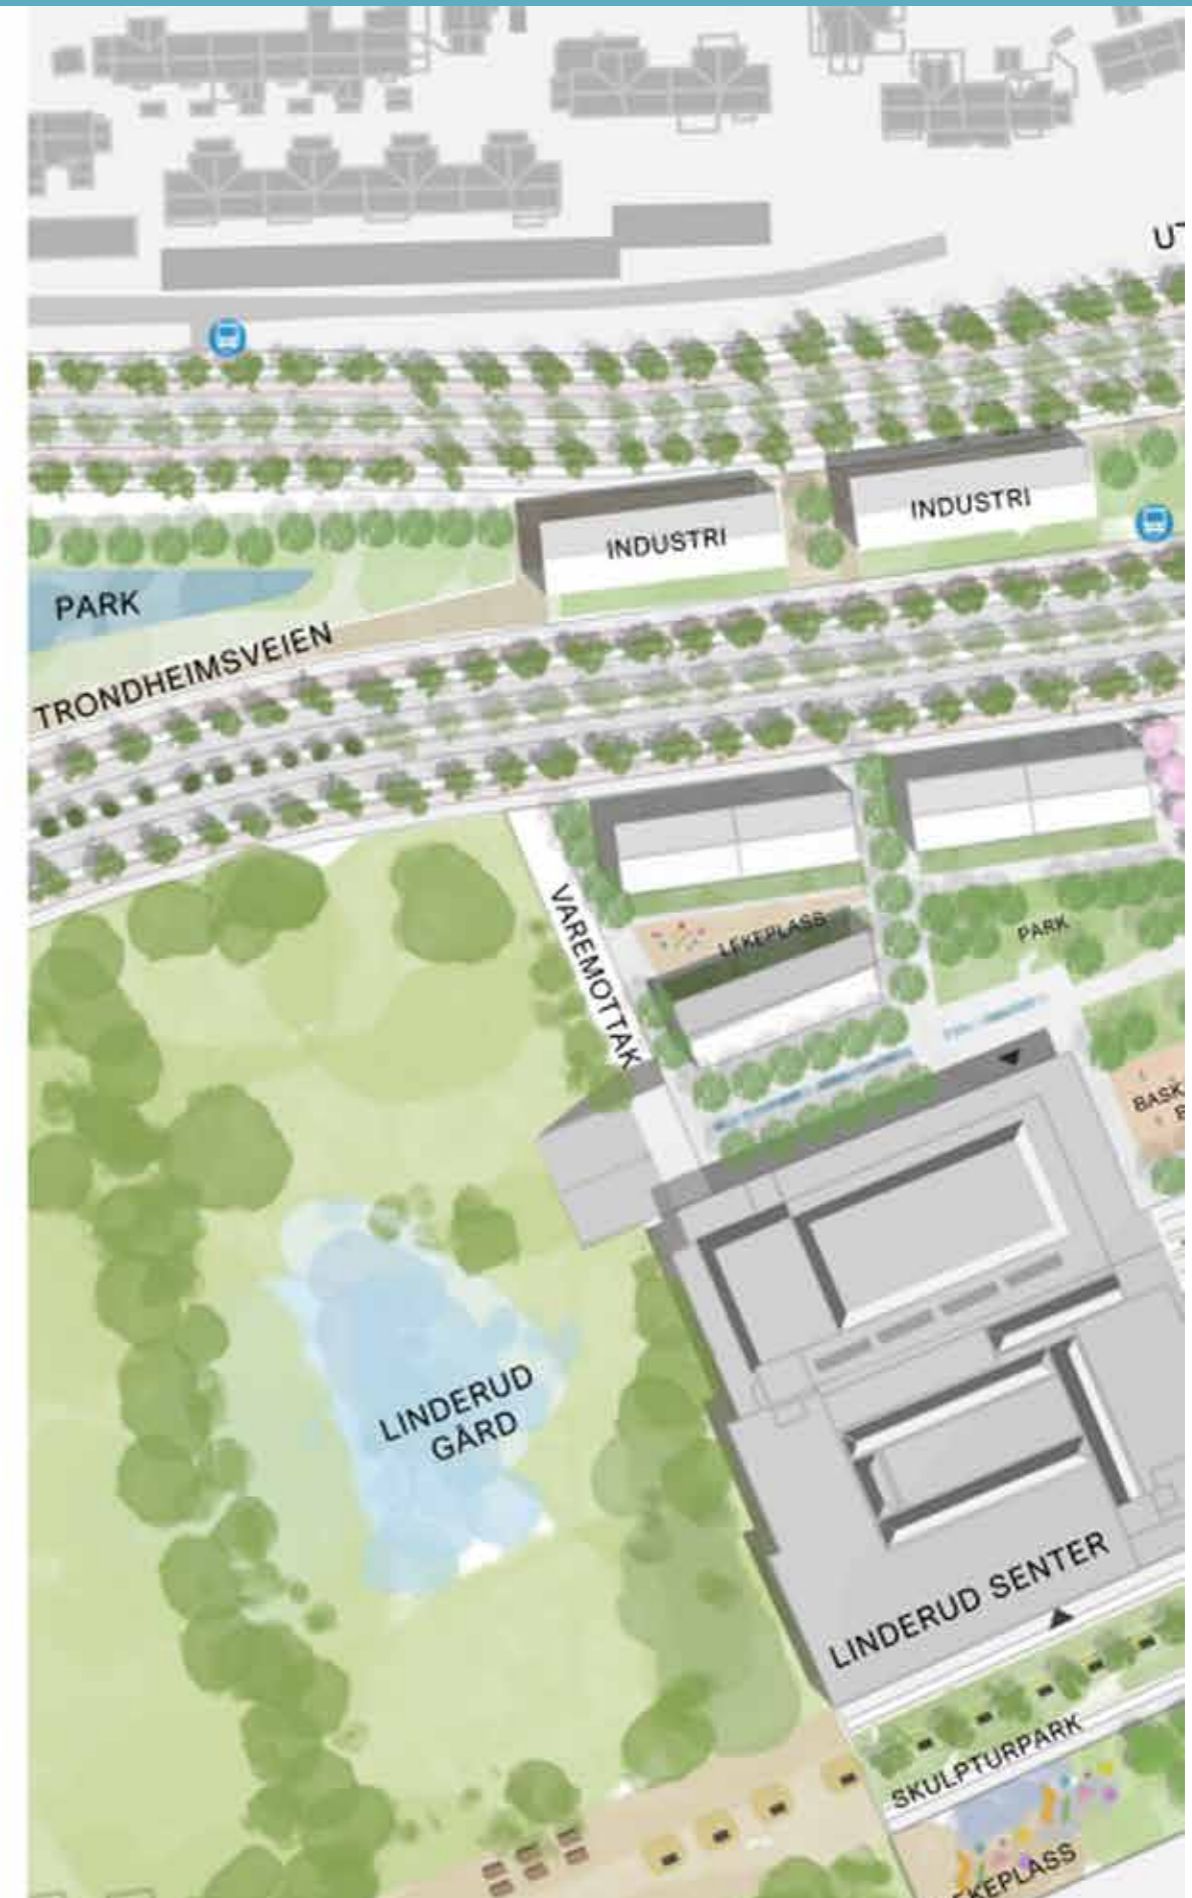 INDUSTRI
INDUSTRI
PARK
TRONDHEIMSVEIEN
VAREMOTTAK
LEKEPLASS
PARK
LINDERUD
GÅRD
LINDERUD SENTER
SKULPTURPARK